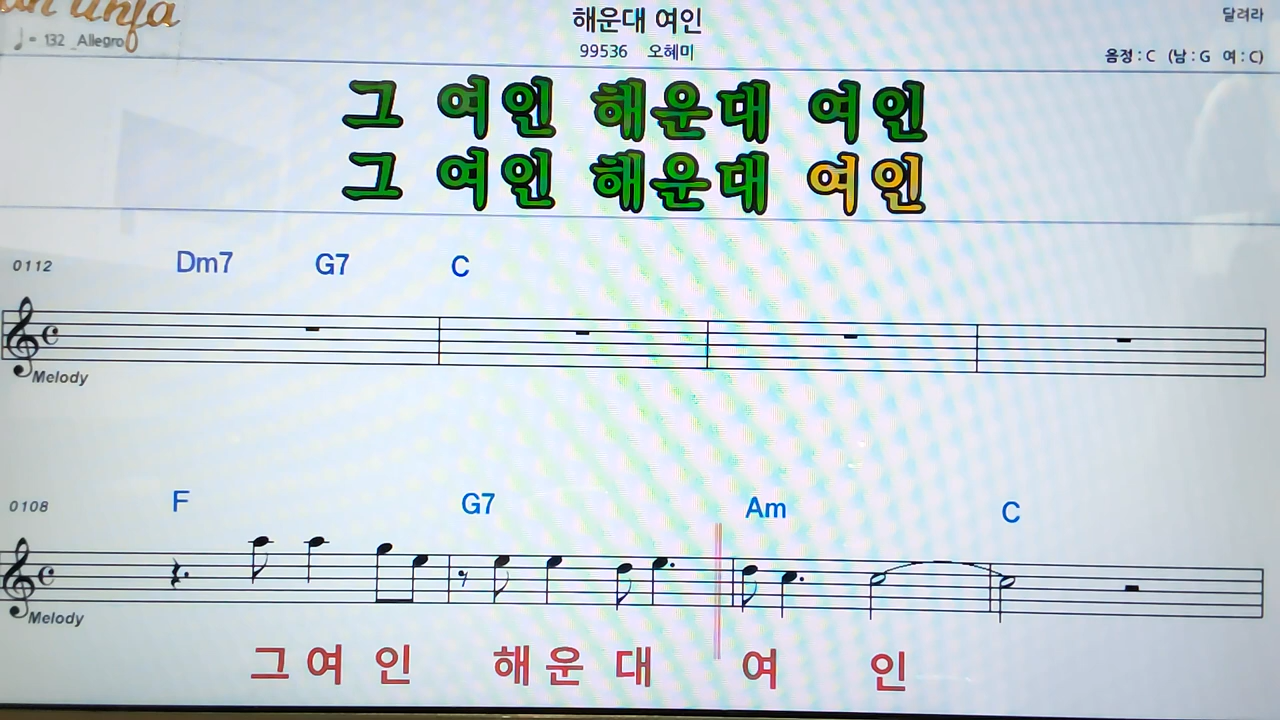 해운대 여인
달려라
♩= 132 Allegro
99536 오혜미
음정 : C (남 : G 여 : C)
그 여인 해운대 여인
그 여인 해운대 여인
0112 Dm7 G7 C
Melody
0108 F G7 Am C
Melody
그 여 인 해 운 대 여 인